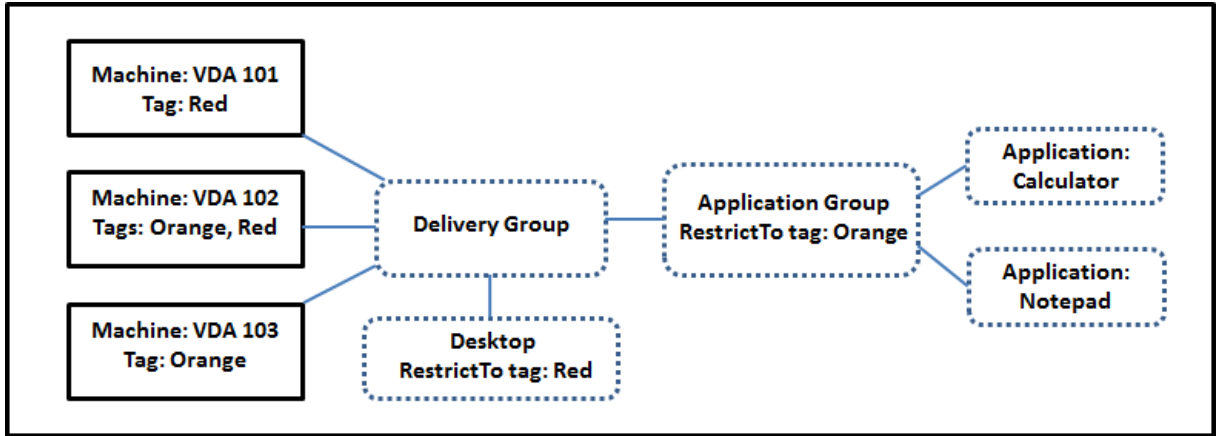 Machine: VDA 101
Tag: Red
Machine: VDA 102
Tags: Orange, Red
Machine: VDA 103
Tag: Orange
Delivery Group
Desktop
RestrictTo tag: Red
Application Group
RestrictTo tag: Orange
Application:
Calculator
Application:
Notepad